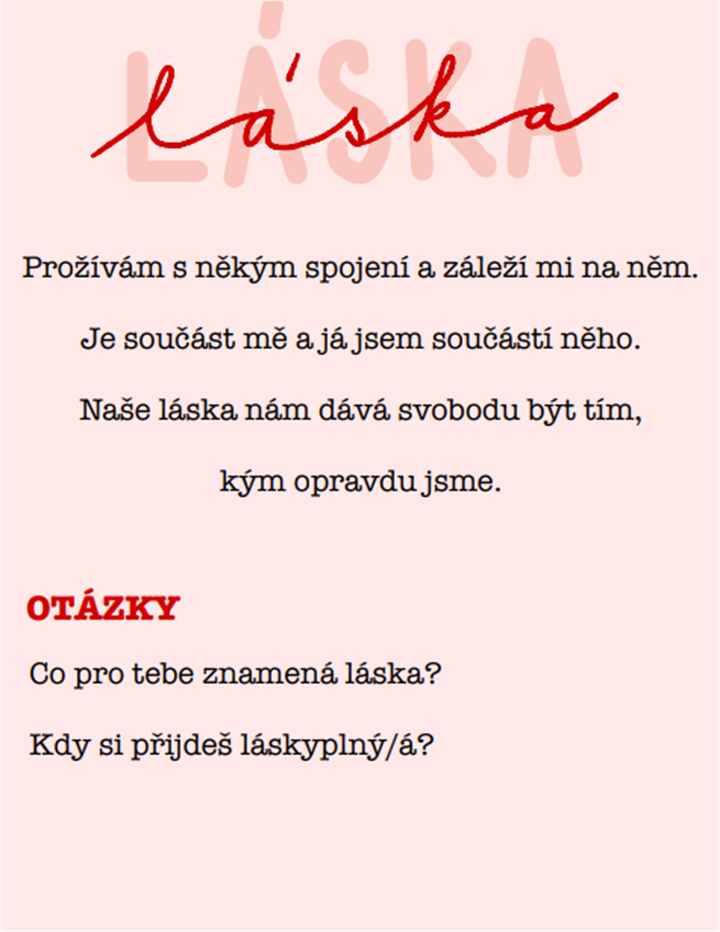 LÁSKA
láska
Prožívám s někým spojení a záleží mi na něm.
Je součást mě a já jsem součástí něho.
Naše láska nám dává svobodu být tím,
kým opravdu jsme.
OTÁZKY
Co pro tebe znamená láska?
Kdy si přijdeš láskyplný/á?